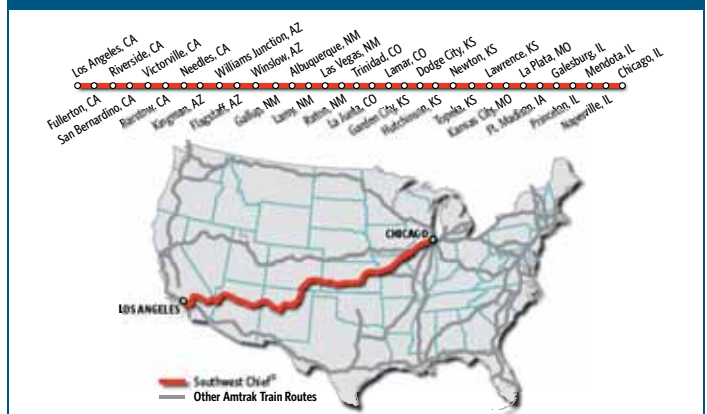 Los Angeles, CA
Riverside, CA
Victorville, CA
Needles, CA
Williams Junction, AZ
Winslow, AZ
Albuquerque, NM
Las Vegas, NM
Trinidad, CO
Lamar, CO
Dodge City, KS
Newton, KS
Lawrence, KS
La Plata, MO
Galesburg, IL
Mendota, IL
Chicago, IL
Fullerton, CA
San Bernardino, CA
Barstow, CA
Kingman, AZ
Flagstaff, AZ
Gallup, NM
Lamy, NM
Raton, NM
La Junta, CO
Garden City, KS
Hutchinson, KS
Topeka, KS
Kansas City, MO
Ft. Madison, IA
Princeton, IL
Naperville, IL
CHICAGO
LOS ANGELES
Southwest Chief®
Other Amtrak Train Routes